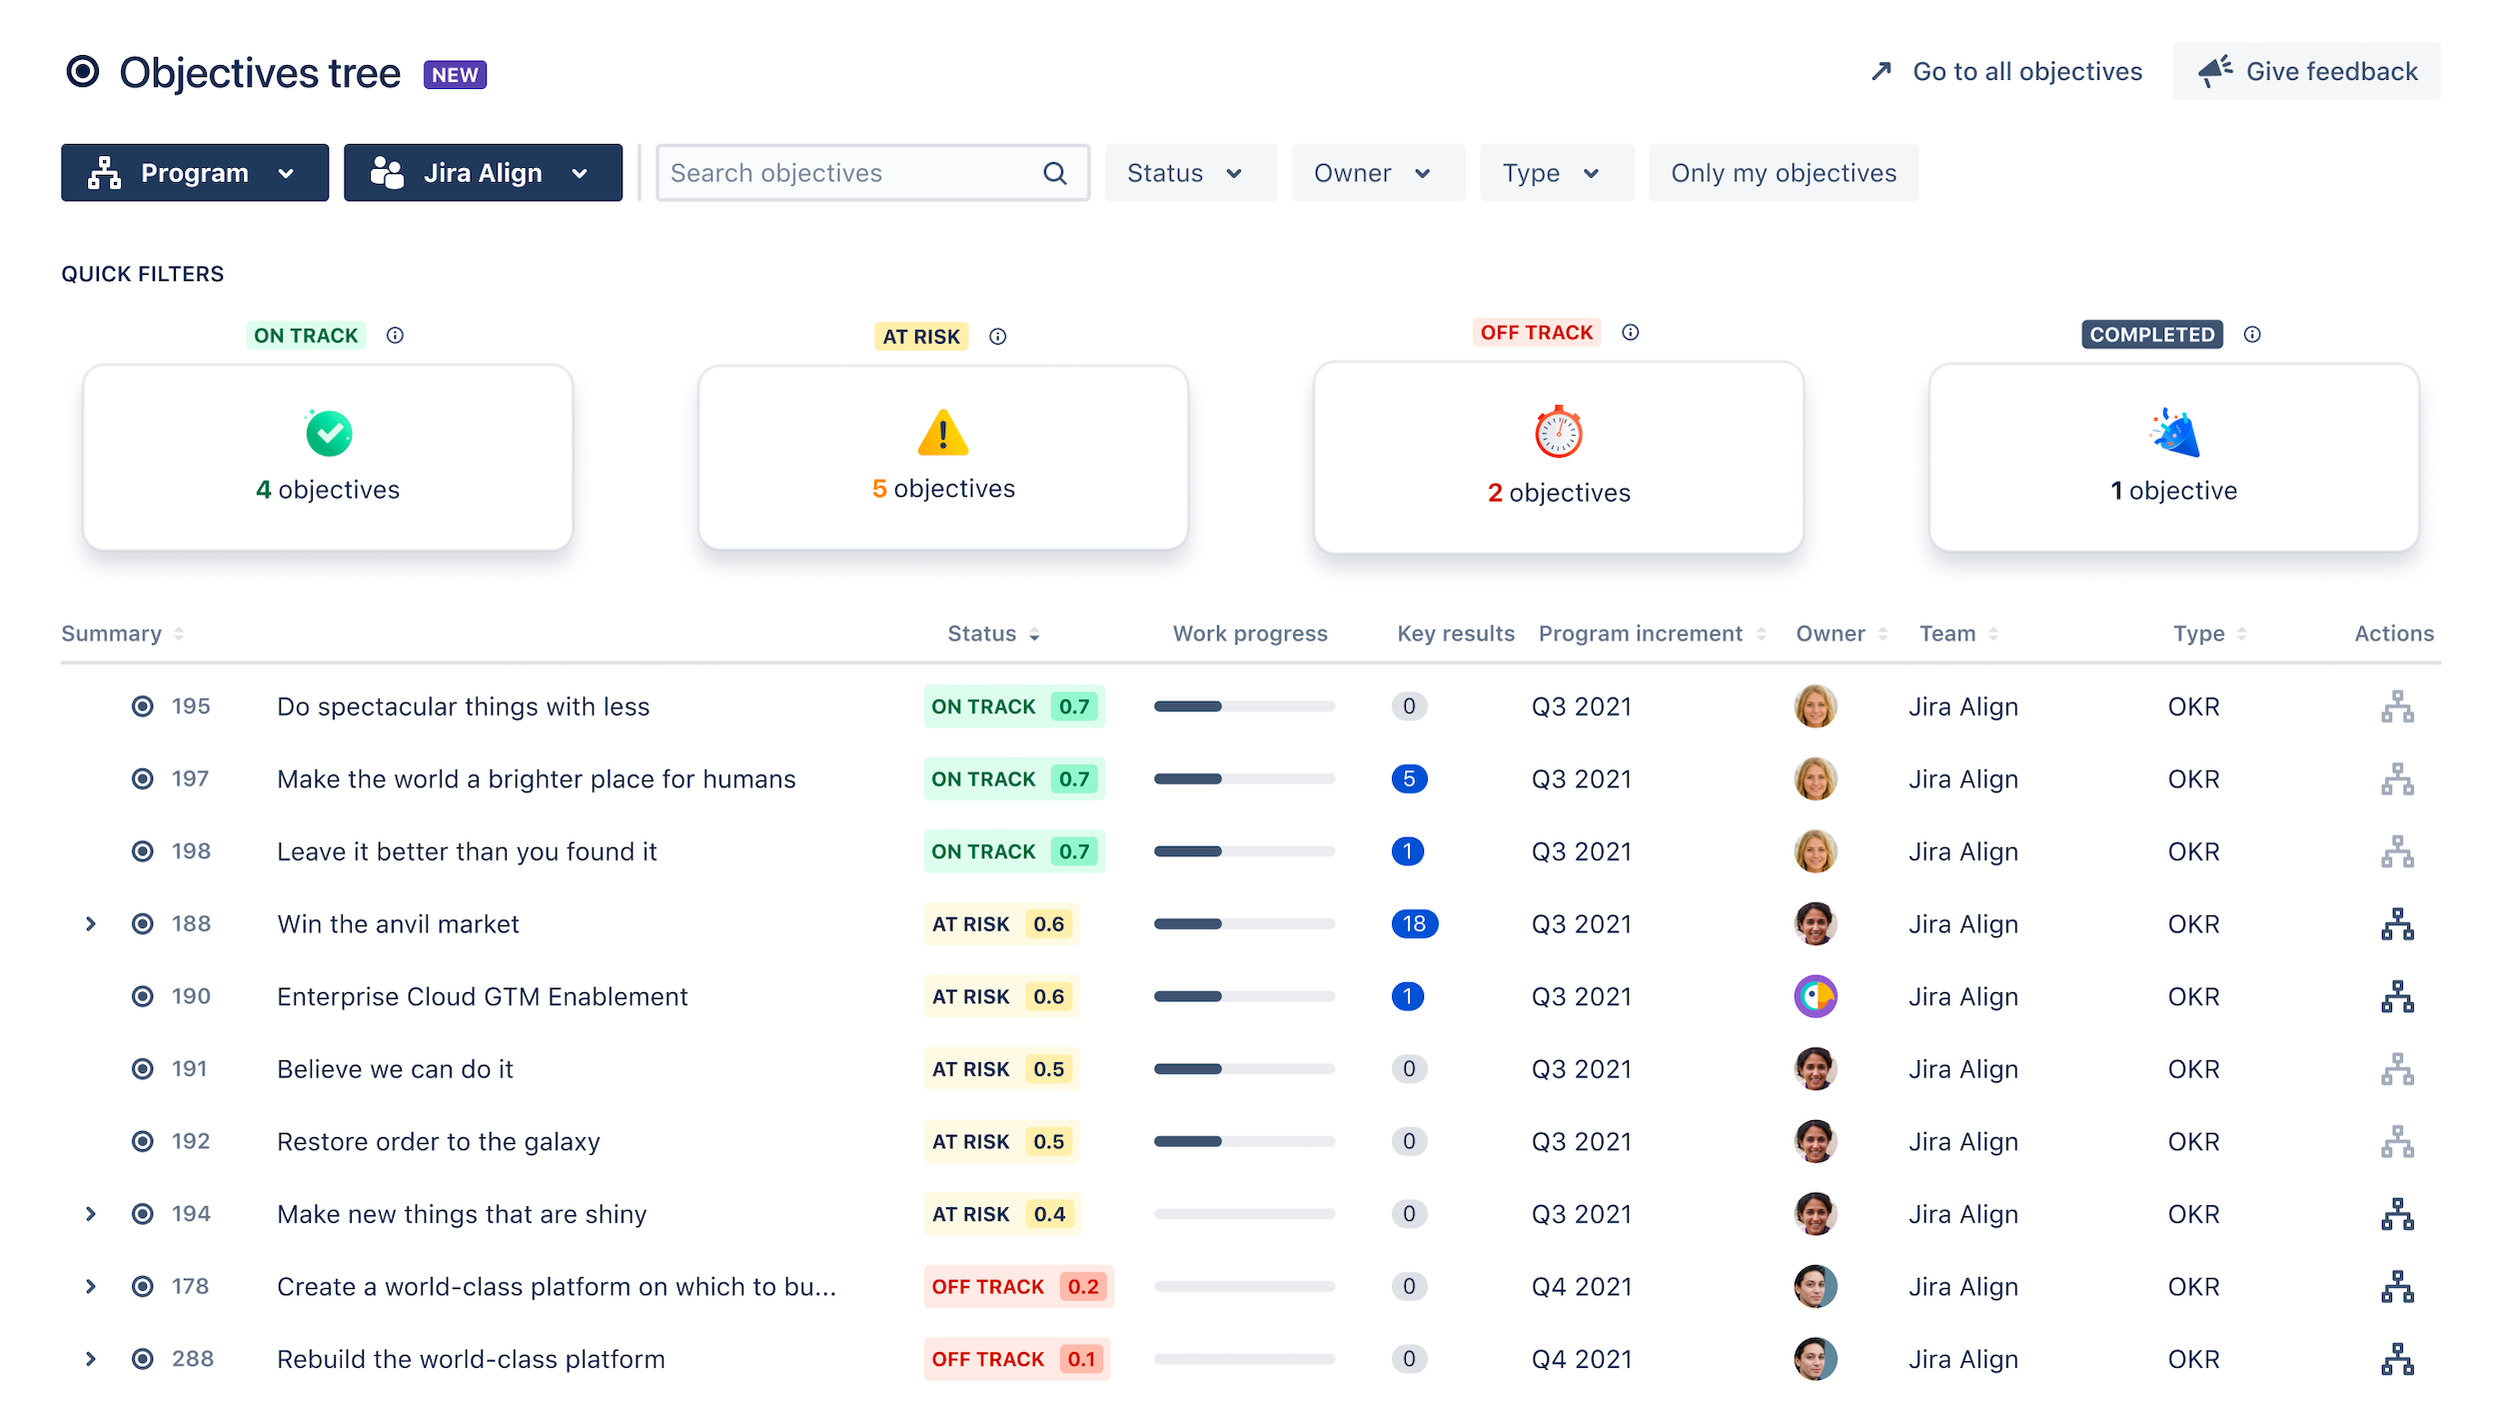 Objectives tree NEW
Go to all objectives
Give feedback
Program
Jira Align
Search objectives
Status
Owner
Type
Only my objectives
QUICK FILTERS
ON TRACK
4 objectives
AT RISK
5 objectives
OFF TRACK
2 objectives
COMPLETED
1 objective
Summary Status Work progress Key results Program increment Owner Team Type Actions
195 Do spectacular things with less ON TRACK 0.7 0 Q3 2021 Jira Align OKR
197 Make the world a brighter place for humans ON TRACK 0.7 5 Q3 2021 Jira Align OKR
198 Leave it better than you found it ON TRACK 0.7 1 Q3 2021 Jira Align OKR
188 Win the anvil market AT RISK 0.6 18 Q3 2021 Jira Align OKR
190 Enterprise Cloud GTM Enablement AT RISK 0.6 1 Q3 2021 Jira Align OKR
191 Believe we can do it AT RISK 0.5 0 Q3 2021 Jira Align OKR
192 Restore order to the galaxy AT RISK 0.5 0 Q3 2021 Jira Align OKR
194 Make new things that are shiny AT RISK 0.4 0 Q3 2021 Jira Align OKR
178 Create a world-class platform on which to bu... OFF TRACK 0.2 0 Q4 2021 Jira Align OKR
288 Rebuild the world-class platform OFF TRACK 0.1 0 Q4 2021 Jira Align OKR